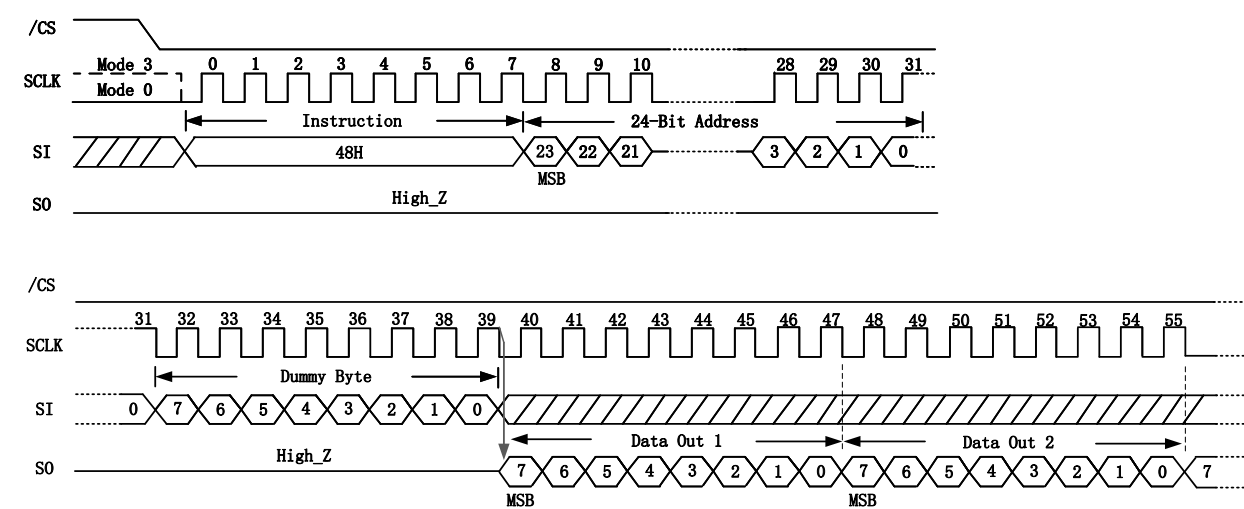 /CS
Mode 3
0 1 2 3 4 5 6 7 8 9 10 28 29 30 31
SCLK
Mode 0
Instruction 24-Bit Address
SI 48H 23 22 21 3 2 1 0
MSB
High_Z
SO
/CS
31 32 33 34 35 36 37 38 39 40 41 42 43 44 45 46 47 48 49 50 51 52 53 54 55
SCLK
Dummy Byte
SI 0 7 6 5 4 3 2 1 0
Data Out 1 Data Out 2
High_Z
SO 7 6 5 4 3 2 1 0 7 6 5 4 3 2 1 0 7
MSB MSB